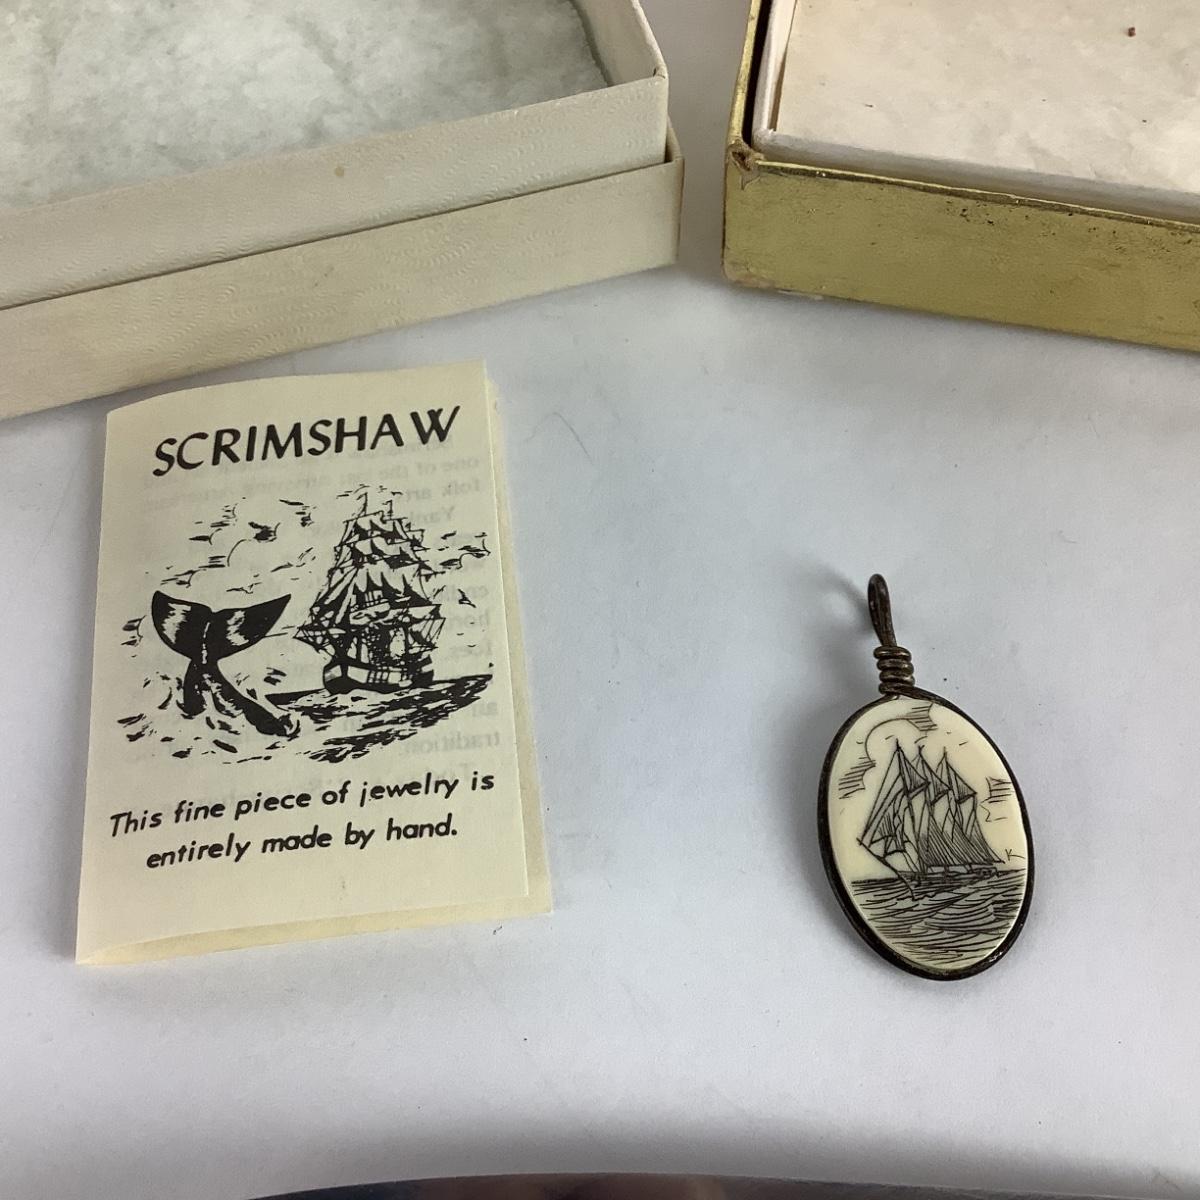 SCRIMSHAW
This fine piece of jewelry is
entirely made by hand.
K